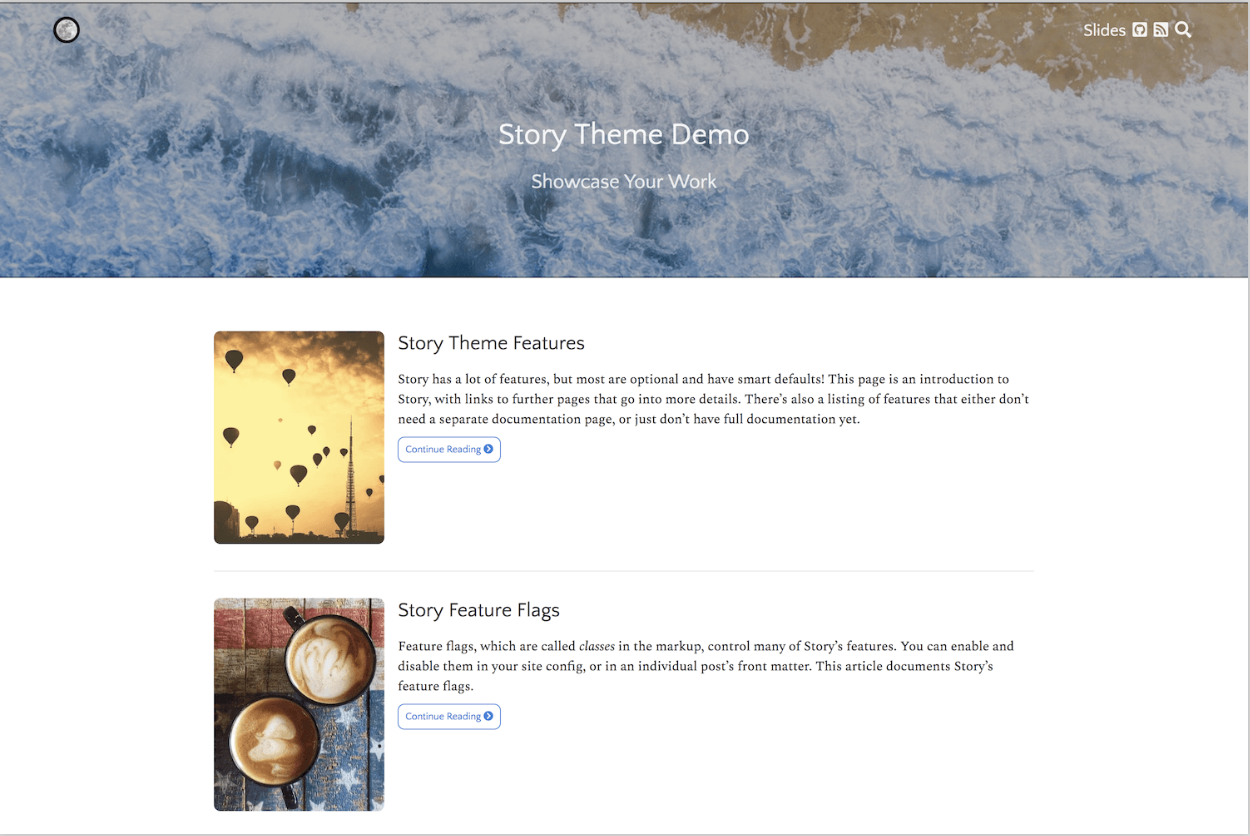 Slides
Story Theme Demo
Showcase Your Work
Story Theme Features
Story has a lot of features, but most are optional and have smart defaults! This page is an introduction to
Story, with links to further pages that go into more details. There’s also a listing of features that either don’t
need a separate documentation page, or just don’t have full documentation yet.
Continue Reading
Story Feature Flags
Feature flags, which are called classes in the markup, control many of Story’s features. You can enable and
disable them in your site config, or in an individual post’s front matter. This article documents Story’s
feature flags.
Continue Reading